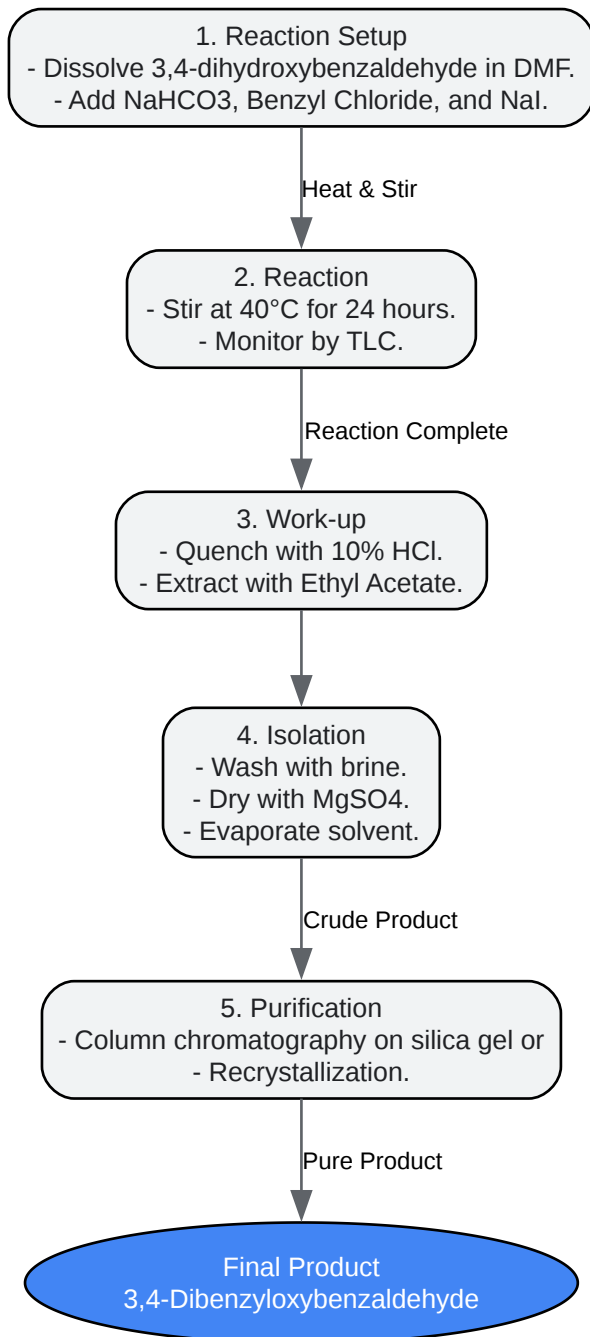 1. Reaction Setup
- Dissolve 3,4-dihydroxybenzaldehyde in DMF.
- Add NaHCO3, Benzyl Chloride, and NaI.
Heat & Stir
2. Reaction
- Stir at 40°C for 24 hours.
- Monitor by TLC.
Reaction Complete
3. Work-up
- Quench with 10% HCl.
- Extract with Ethyl Acetate.
4. Isolation
- Wash with brine.
- Dry with MgSO4.
- Evaporate solvent.
Crude Product
5. Purification
- Column chromatography on silica gel or
- Recrystallization.
Pure Product
Final Product
3,4-Dibenzyloxybenzaldehyde